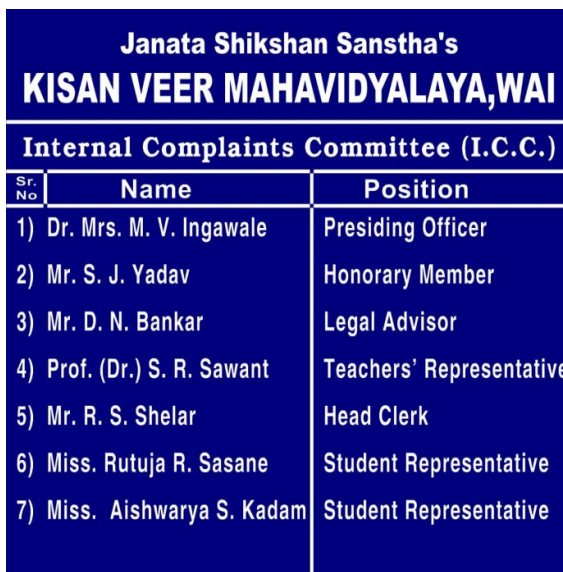 Janata Shikshan Sanstha's
KISAN VEER MAHAVIDYALAYA,WAI
Internal Complaints Committee (I.C.C.)
Sr. No Name Position
1) Dr. Mrs. M. V. Ingawale Presiding Officer
2) Mr. S. J. Yadav Honorary Member
3) Mr. D. N. Bankar Legal Advisor
4) Prof. (Dr.) S. R. Sawant Teachers' Representative
5) Mr. R. S. Shelar Head Clerk
6) Miss. Rutuja R. Sasane Student Representative
7) Miss. Aishwarya S. Kadam Student Representative